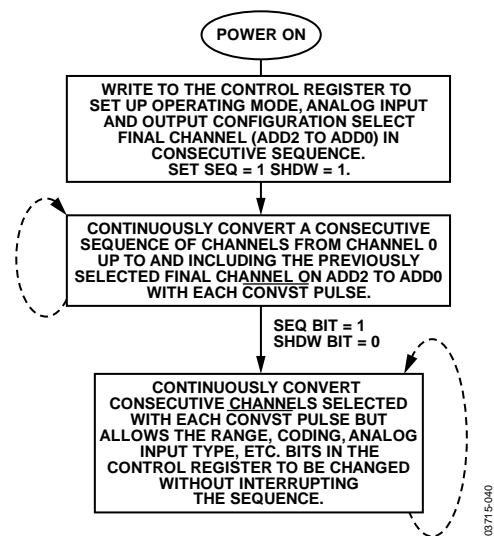 POWER ON
WRITE TO THE CONTROL REGISTER TO
SET UP OPERATING MODE, ANALOG INPUT
AND OUTPUT CONFIGURATION SELECT
FINAL CHANNEL (ADD2 TO ADD0) IN
CONSECUTIVE SEQUENCE.
SET SEQ = 1 SHDW = 1.
CONTINUOUSLY CONVERT A CONSECUTIVE
SEQUENCE OF CHANNELS FROM CHANNEL 0
UP TO AND INCLUDING THE PREVIOUSLY
SELECTED FINAL CHANNEL ON ADD2 TO ADD0
WITH EACH CONVST PULSE.
SEQ BIT = 1
SHDW BIT = 0
CONTINUOUSLY CONVERT
CONSECUTIVE CHANNELS SELECTED
WITH EACH CONVST PULSE BUT
ALLOWS THE RANGE, CODING, ANALOG
INPUT TYPE, ETC. BITS IN THE
CONTROL REGISTER TO BE CHANGED
WITHOUT INTERRUPTING
THE SEQUENCE.
03715-040